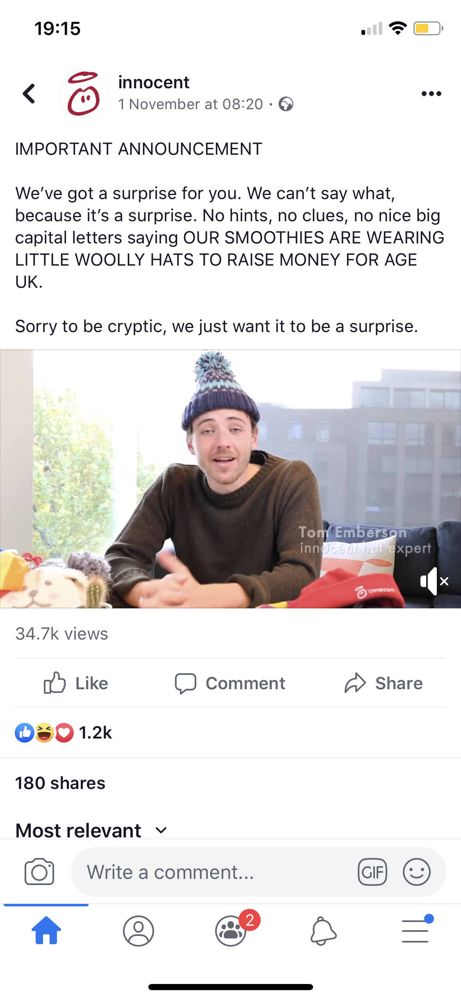 19:15
innocent
1 November at 08:20 ·
IMPORTANT ANNOUNCEMENT
We’ve got a surprise for you. We can’t say what,
because it’s a surprise. No hints, no clues, no nice big
capital letters saying OUR SMOOTHIES ARE WEARING
LITTLE WOOLLY HATS TO RAISE MONEY FOR AGE
UK.
Sorry to be cryptic, we just want it to be a surprise.
Tom Emberson
innocent hat expert
innocent
34.7k views
Like Comment Share
1.2k
180 shares
Most relevant
Write a comment...
GIF
2